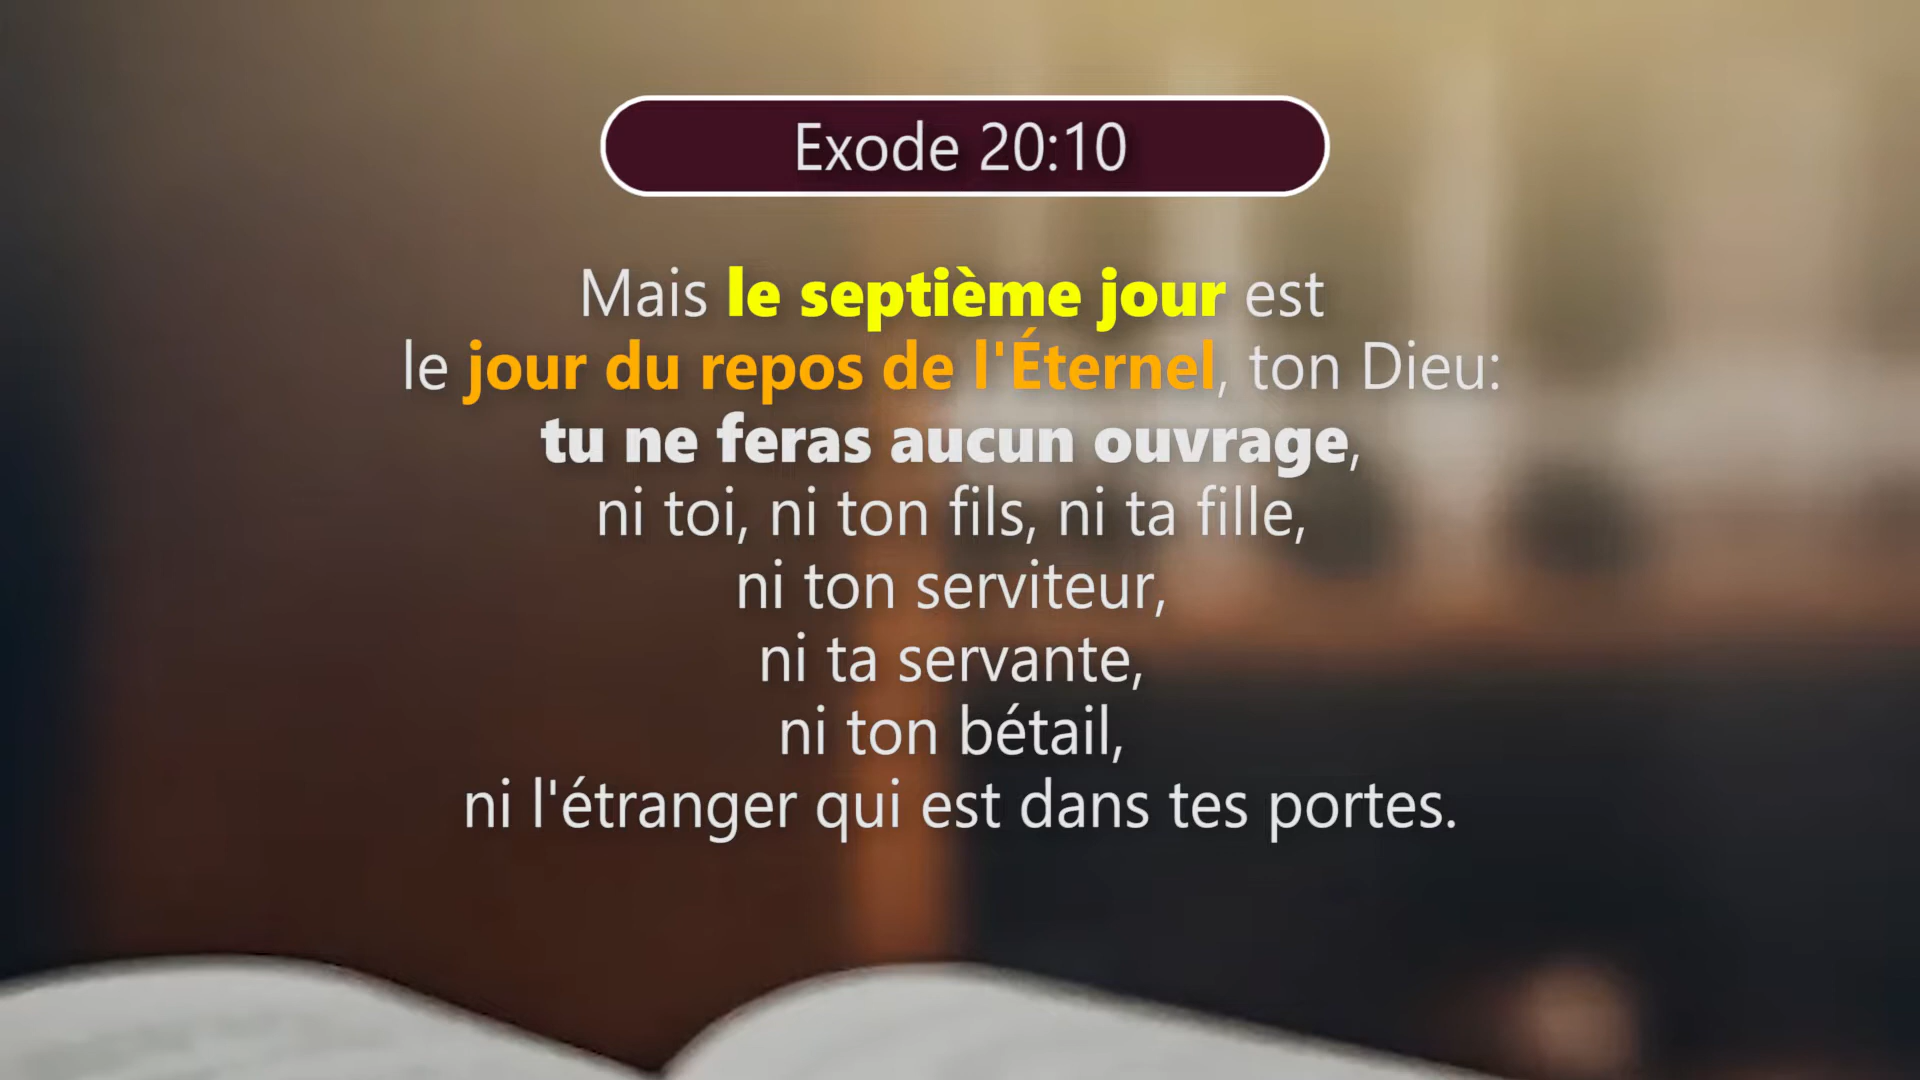 Exode 20:10
Mais le septième jour est
le jour du repos de l'Éternel, ton Dieu:
tu ne feras aucun ouvrage,
ni toi, ni ton fils, ni ta fille,
ni ton serviteur,
ni ta servante,
ni ton bétail,
ni l'étranger qui est dans tes portes.